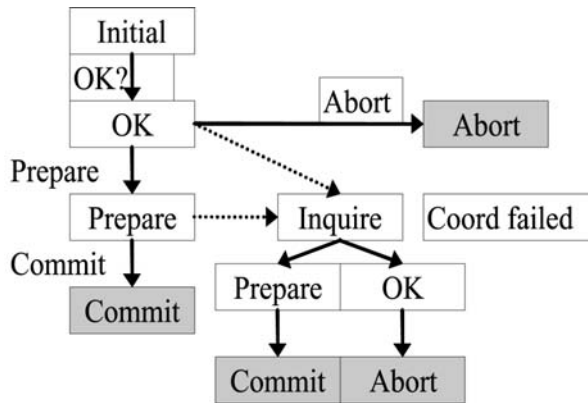 Initial
OK?
Abort
OK
Abort
Prepare
Prepare
Inquire
Coord failed
Commit
Prepare
OK
Commit
Commit
Abort